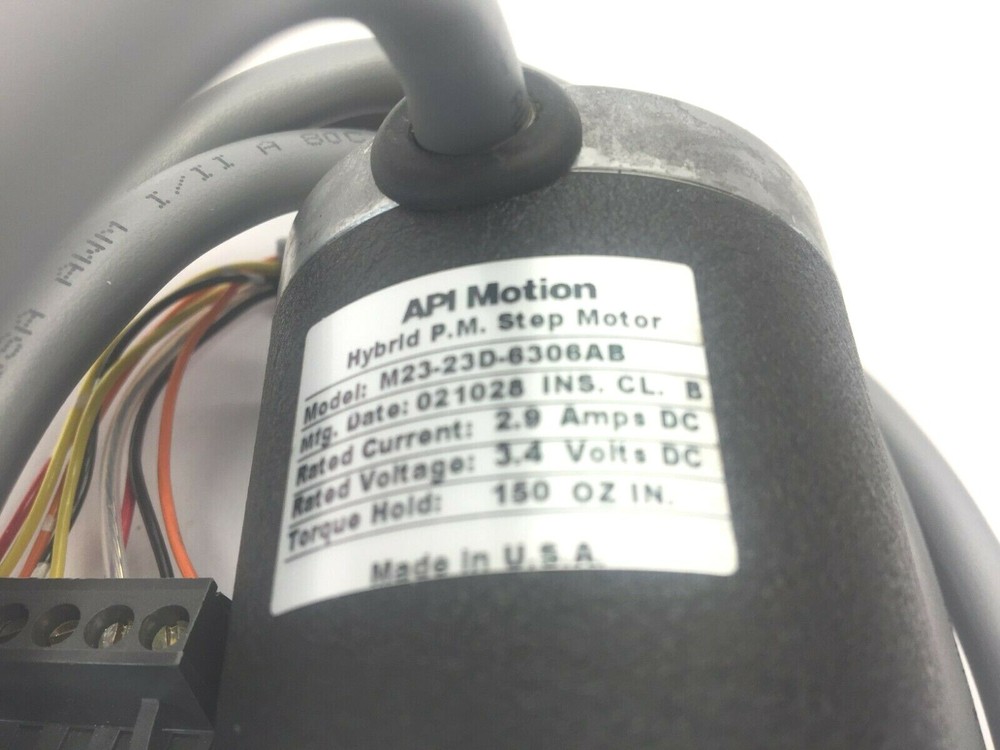 API Motion
Hybrid P.M. Step Motor
Model: M23-23D-6306AB
Mfg. Date: 021028 INS. CL. B
Rated Current: 2.9 Amps DC
Rated Voltage: 3.4 Volts DC
Torque Hold: 150 OZ IN.
Made in U.S.A.
AWM I/II A 80C